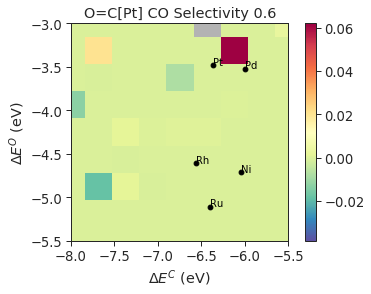 O=C[Pt] CO Selectivity 0.6
ΔE^O (eV)
−3.0
−3.5
−4.0
−4.5
−5.0
−5.5
Pt
Pd
Rh
Ni
Ru
−8.0 −7.5 −7.0 −6.5 −6.0 −5.5
ΔE^C (eV)
0.06
0.04
0.02
0.00
−0.02